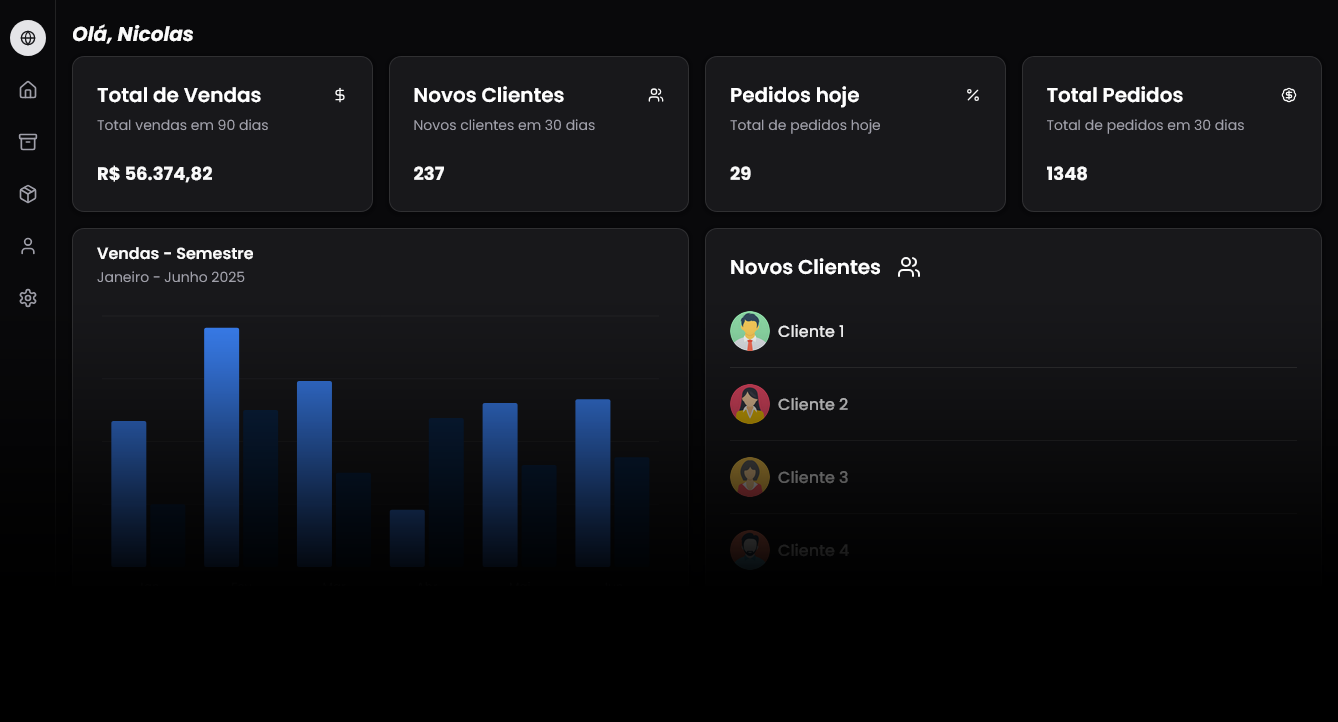 Olá, Nicolas
Total de Vendas
Total vendas em 90 dias
R$ 56.374,82
Novos Clientes
Novos clientes em 30 dias
237
Pedidos hoje
Total de pedidos hoje
29
Total Pedidos
Total de pedidos em 30 dias
1348
Vendas - Semestre
Janeiro - Junho 2025
Novos Clientes
Cliente 1
Cliente 2
Cliente 3
Cliente 4